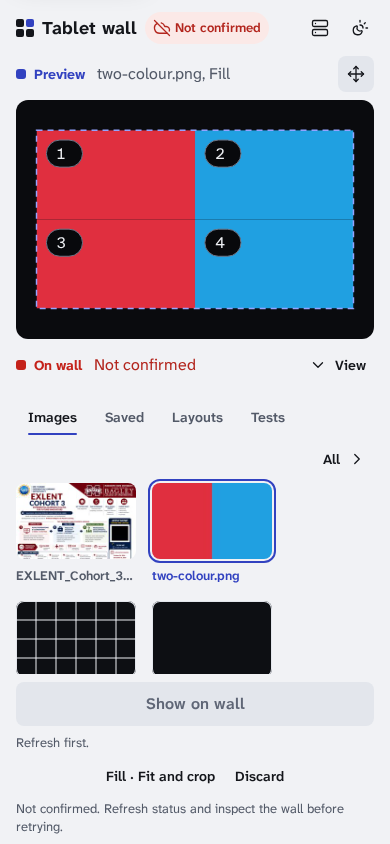 Tablet wall
Not confirmed
Preview two-colour.png, Fill
1
2
3
4
On wall Not confirmed
View
Images Saved Layouts Tests
All
EXLENT
COHORT 3
BAGLEY
EXLENT_Cohort_3...
two-colour.png
Show on wall
Refresh first.
Fill · Fit and crop Discard
Not confirmed. Refresh status and inspect the wall before
retrying.